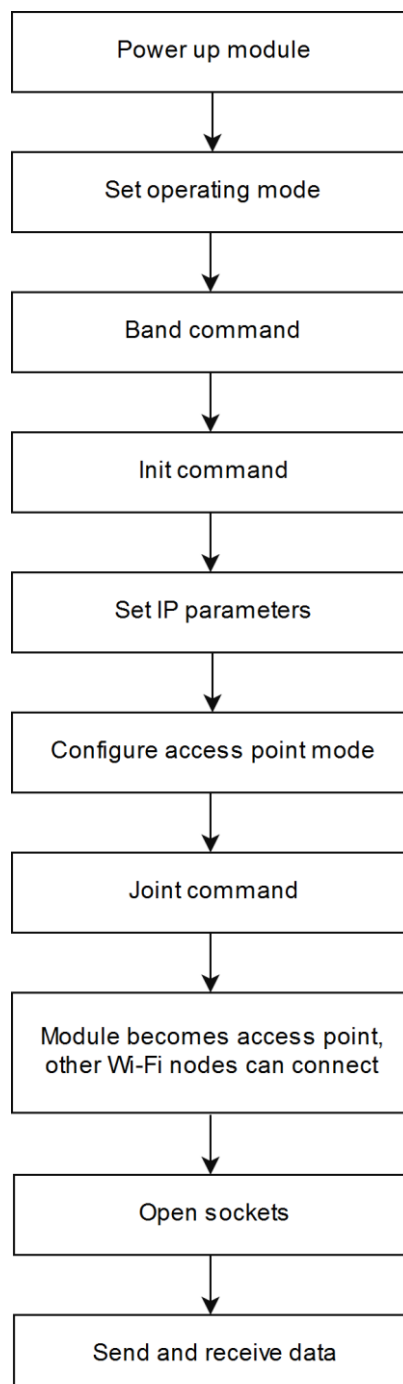 Power up module
Set operating mode
Band command
Init command
Set IP parameters
Configure access point mode
Joint command
Module becomes access point,
other Wi-Fi nodes can connect
Open sockets
Send and receive data